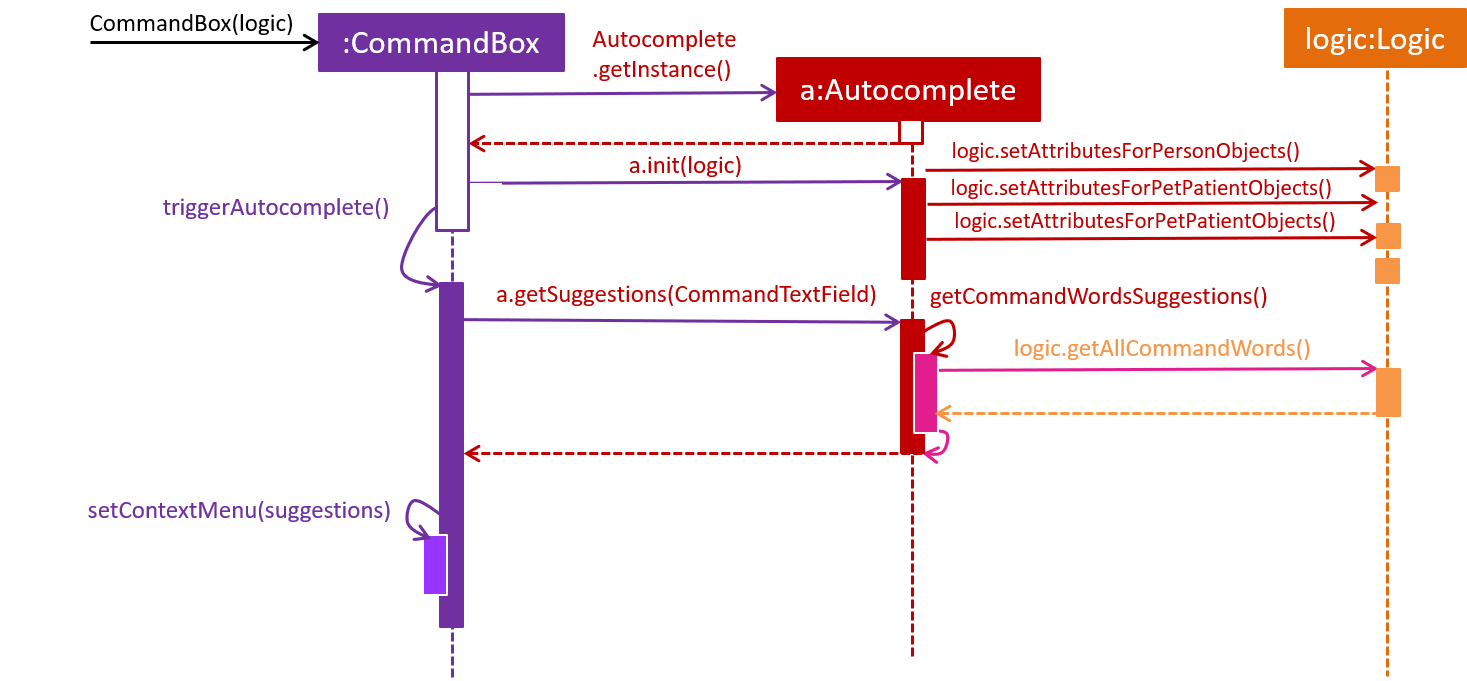 CommandBox(logic)
:CommandBox
Autocomplete
.getInstance()
a:Autocomplete
logic:Logic
logic.setAttributesForPersonObjects()
a.init(logic)
logic.setAttributesForPetPatientObjects()
triggerAutocomplete()
logic.setAttributesForPetPatientObjects()
a.getSuggestions(CommandTextField)
getCommandWordsSuggestions()
logic.getAllCommandWords()
setContextMenu(suggestions)